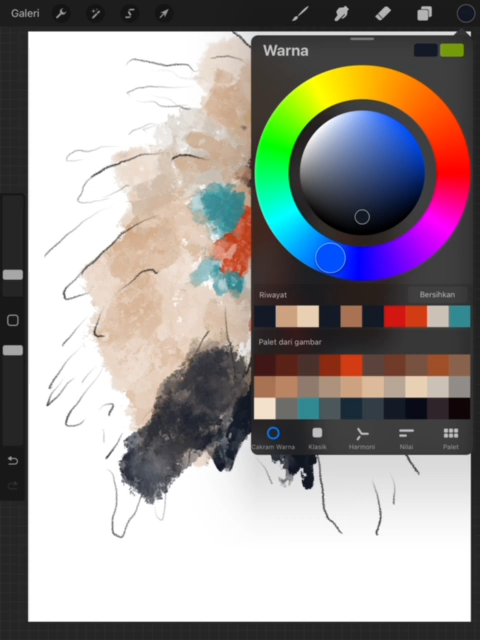 Galeri
Warna
Riwayat
Bersihkan
Palet dari gambar
Cakram Warna
Klasik
Harmoni
Nilai
Palet